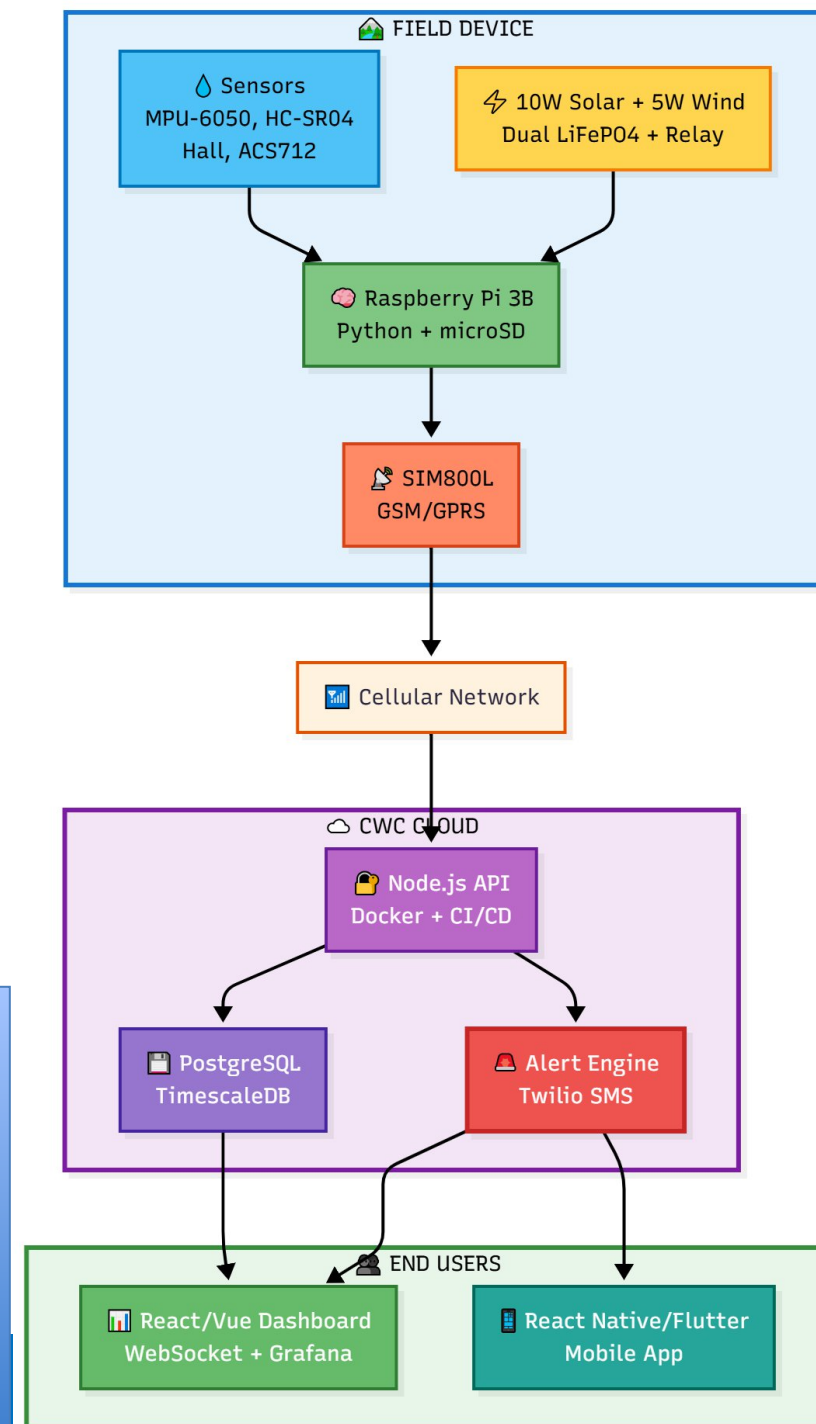 FIELD DEVICE
Sensors
MPU-6050, HC-SR04
Hall, ACS712
10W Solar + 5W Wind
Dual LiFePO4 + Relay
Raspberry Pi 3B
Python + microSD
SIM800L
GSM/GPRS
Cellular Network
CWC CLOUD
Node.js API
Docker + CI/CD
PostgreSQL
TimescaleDB
Alert Engine
Twilio SMS
END USERS
React/Vue Dashboard
WebSocket + Grafana
React Native/Flutter
Mobile App